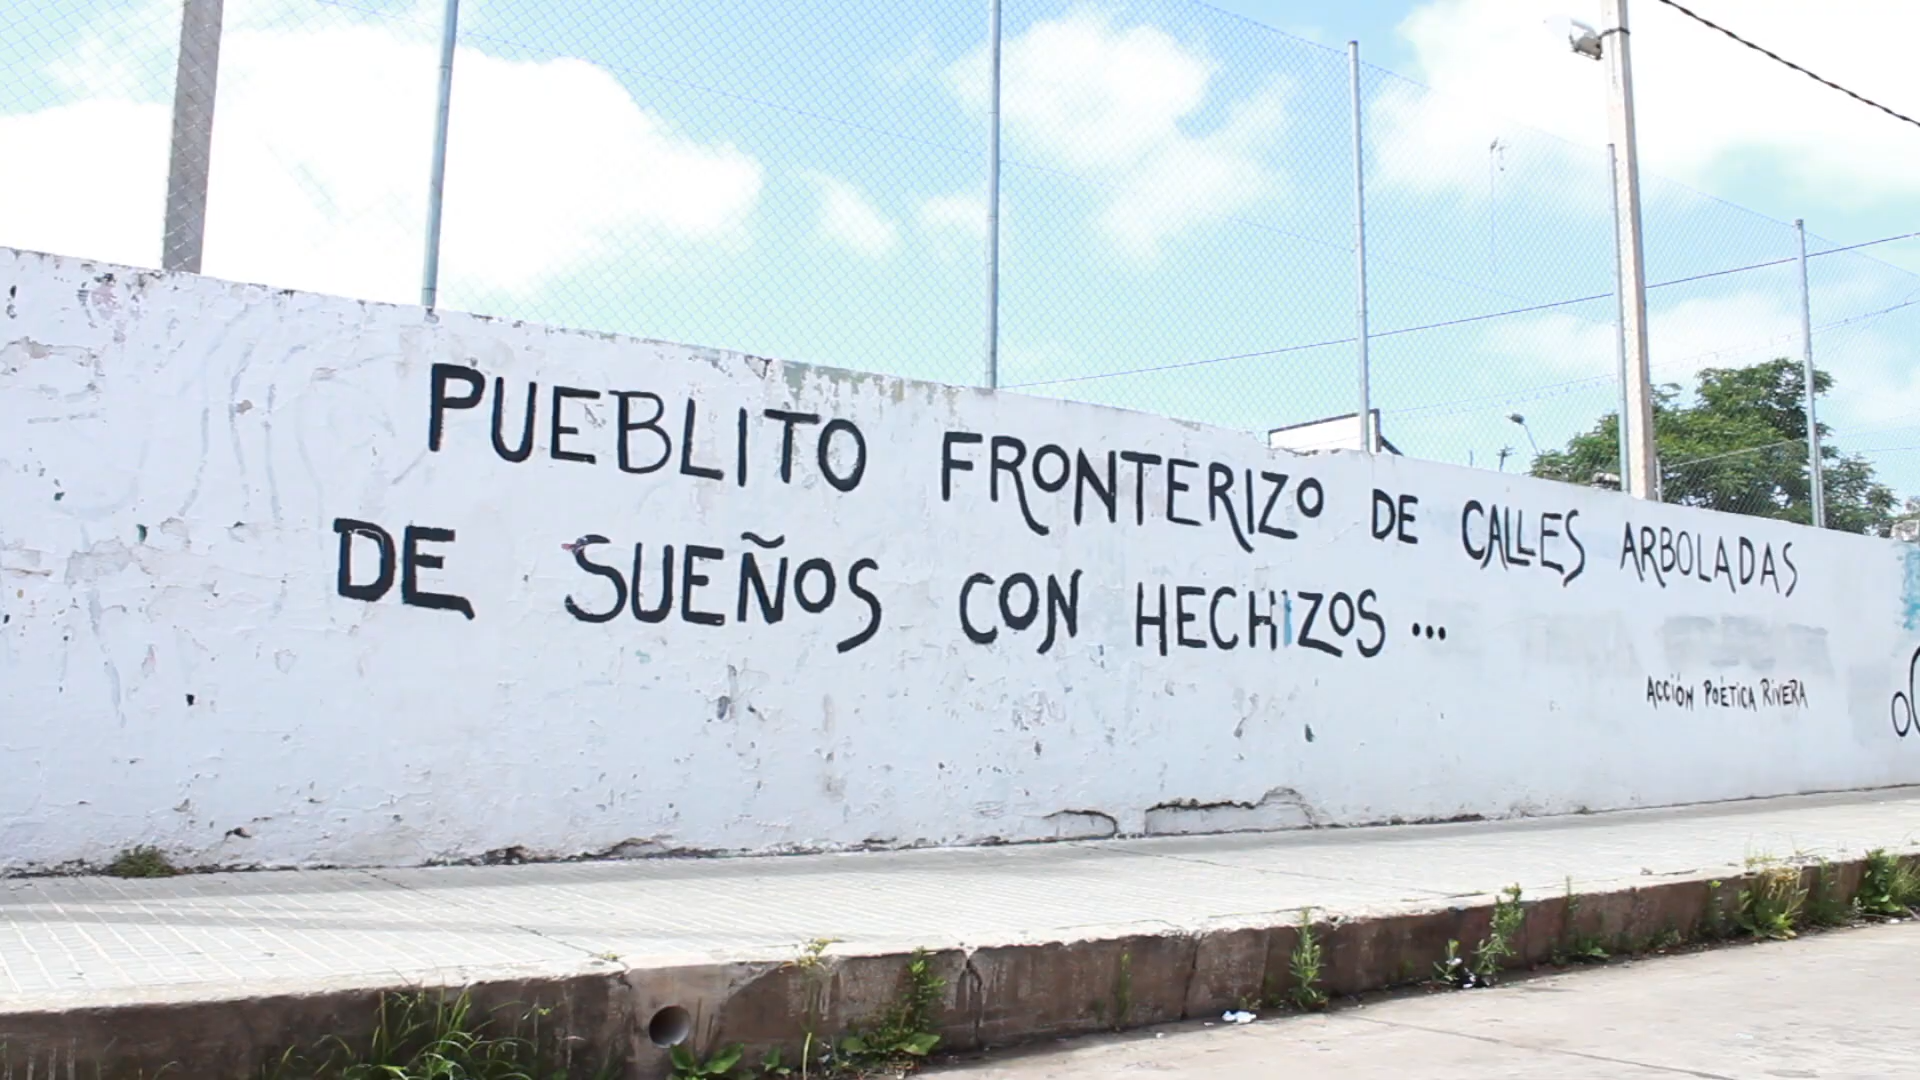 PUEBLITO FRONTERIZO DE CALLES ARBOLADAS
DE SUEÑOS CON HECHIZOS...
ACCIÓN POÉTICA RIVERA